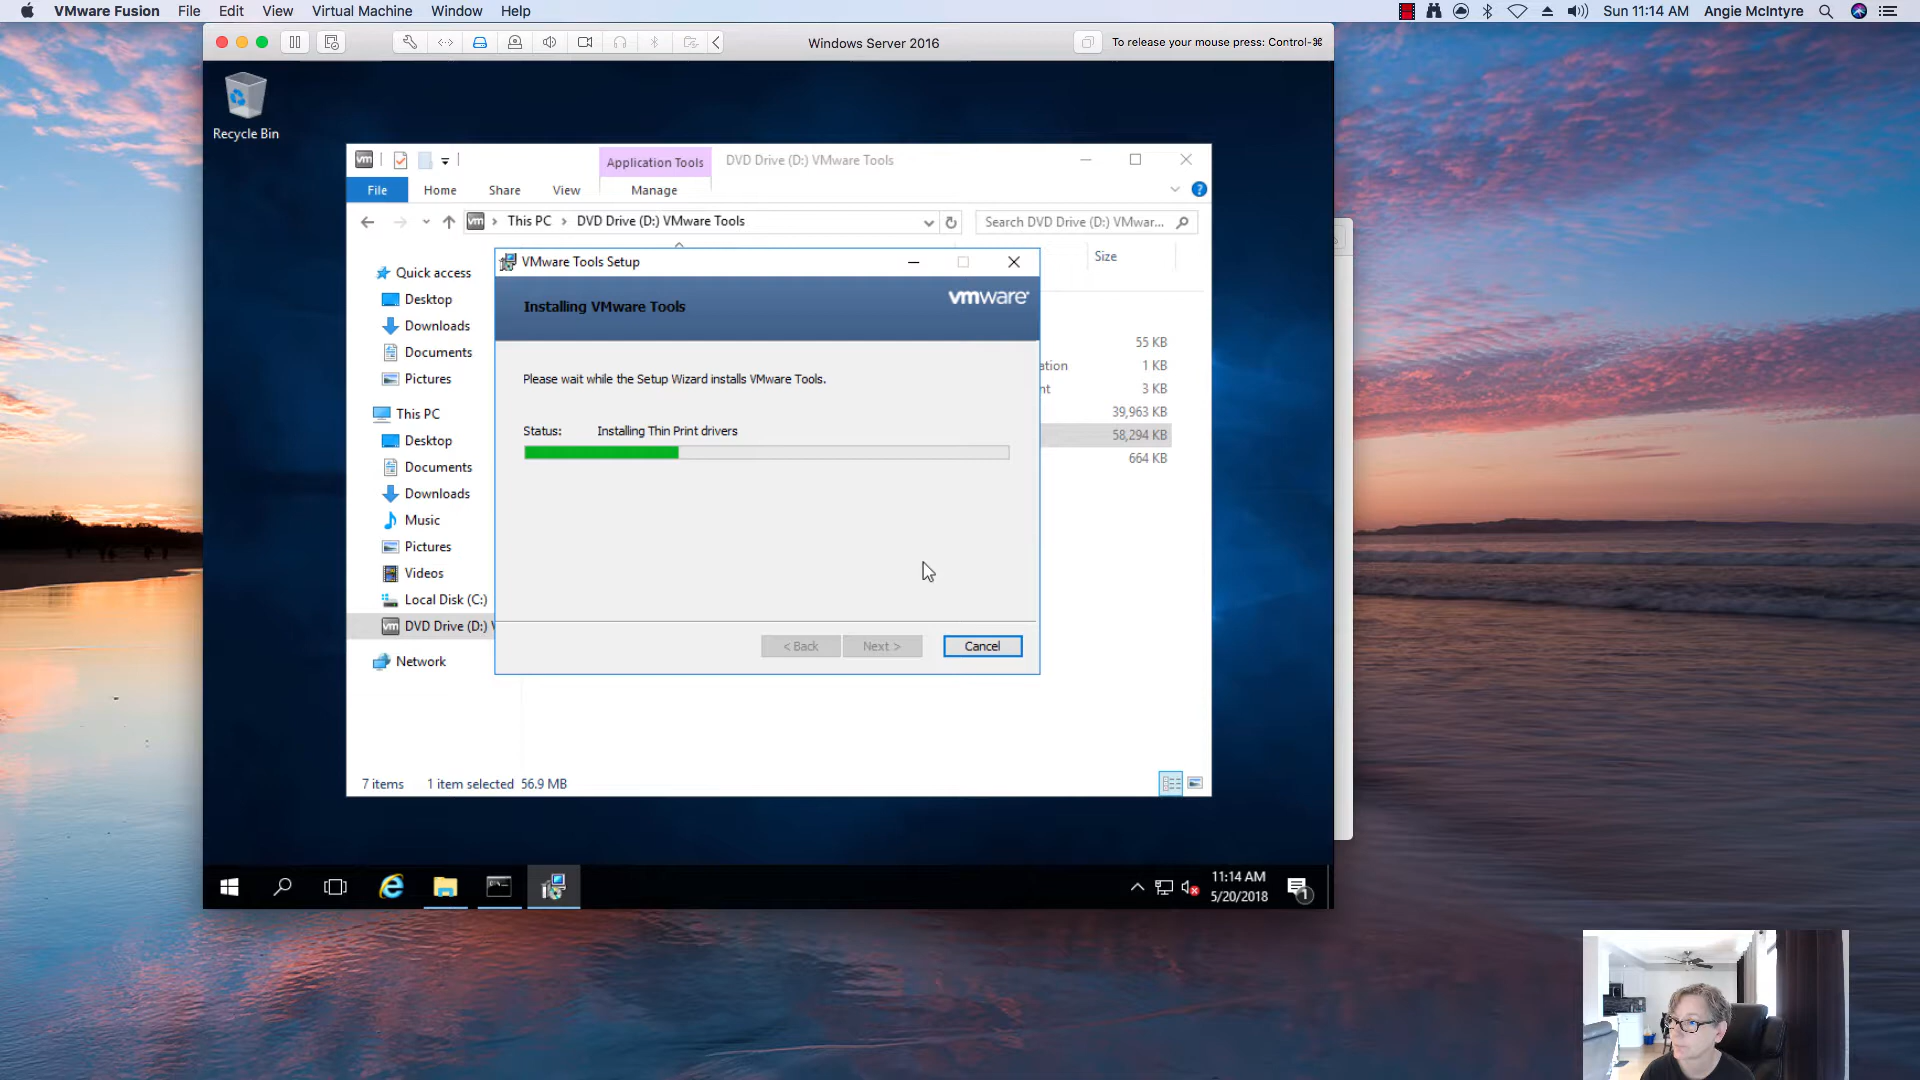 VMware Fusion File Edit View Virtual Machine Window Help
Sun 11:14 AM Angie McIntyre
Windows Server 2016
To release your mouse press: Control-⌘
Recycle Bin
vm
Application Tools
DVD Drive (D:) VMware Tools
File Home Share View Manage
vm This PC DVD Drive (D:) VMware Tools
Search DVD Drive (D:) VMwar...
Size
Quick access
Desktop
Downloads
Documents
Pictures
This PC
Desktop
Documents
Downloads
Music
Pictures
Videos
Local Disk (C:)
vm DVD Drive (D:)
Network
VMware Tools Setup
Installing VMware Tools
vmware
Please wait while the Setup Wizard installs VMware Tools.
Status: Installing Thin Print drivers
< Back Next > Cancel
55 KB
ation 1 KB
nt 3 KB
39,963 KB
58,294 KB
664 KB
7 items 1 item selected 56.9 MB
11:14 AM
5/20/2018
1